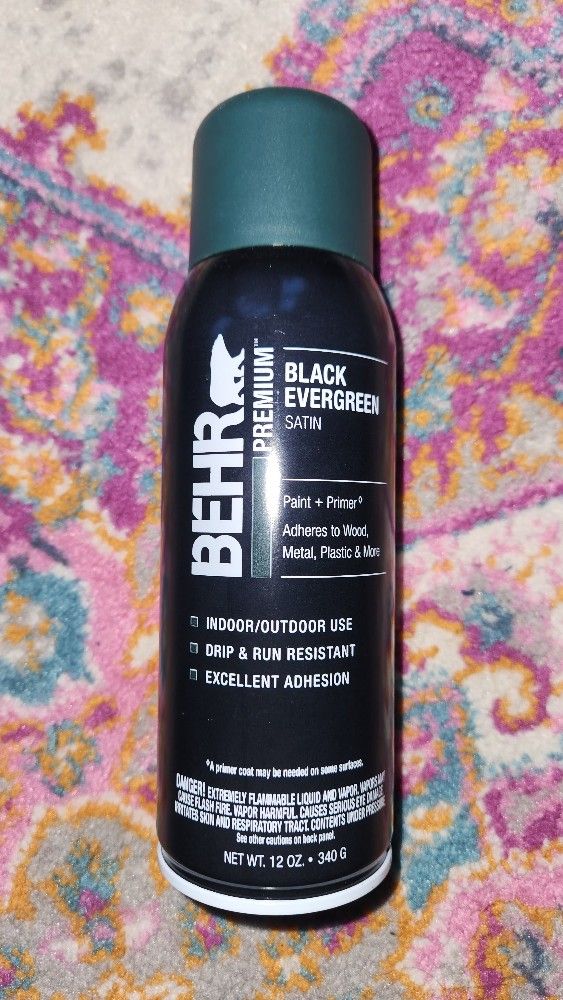 BEHR
PREMIUM™
BLACK
EVERGREEN
SATIN
Paint + Primer◊
Adheres to Wood,
Metal, Plastic & More
INDOOR/OUTDOOR USE
DRIP & RUN RESISTANT
EXCELLENT ADHESION
◊A primer coat may be needed on some surfaces.
DANGER! EXTREMELY FLAMMABLE LIQUID AND VAPOR. VAPORS MAY
CAUSE FLASH FIRE. VAPOR HARMFUL. CAUSES SERIOUS EYE DAMAGE.
IRRITATES SKIN AND RESPIRATORY TRACT. CONTENTS UNDER PRESSURE.
See other cautions on back panel.
NET WT. 12 OZ. • 340 G